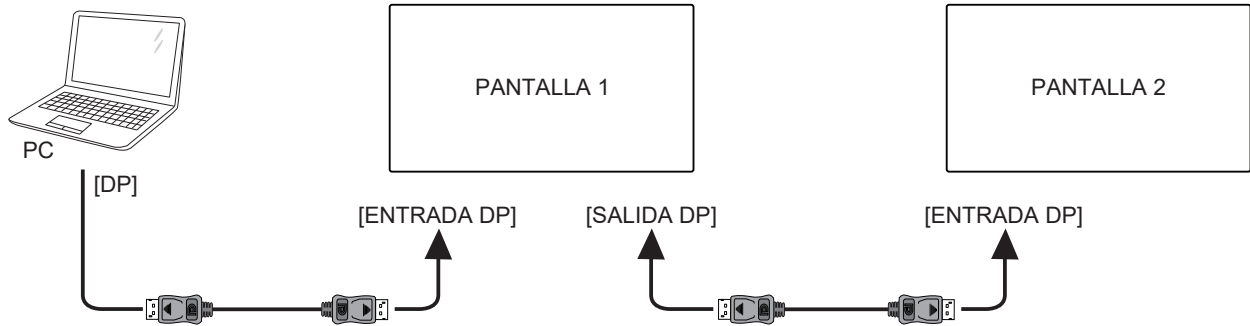 PANTALLA 1
PANTALLA 2
PC
[DP]
[ENTRADA DP]
[SALIDA DP]
[ENTRADA DP]